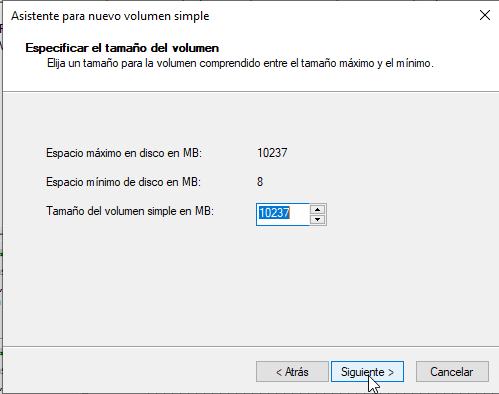 Asistente para nuevo volumen simple
Especificar el tamaño del volumen
Elija un tamaño para la volumen comprendido entre el tamaño máximo y el mínimo.
Espacio máximo en disco en MB: 10237
Espacio mínimo de disco en MB: 8
Tamaño del volumen simple en MB: 10237
< Atrás Siguiente > Cancelar